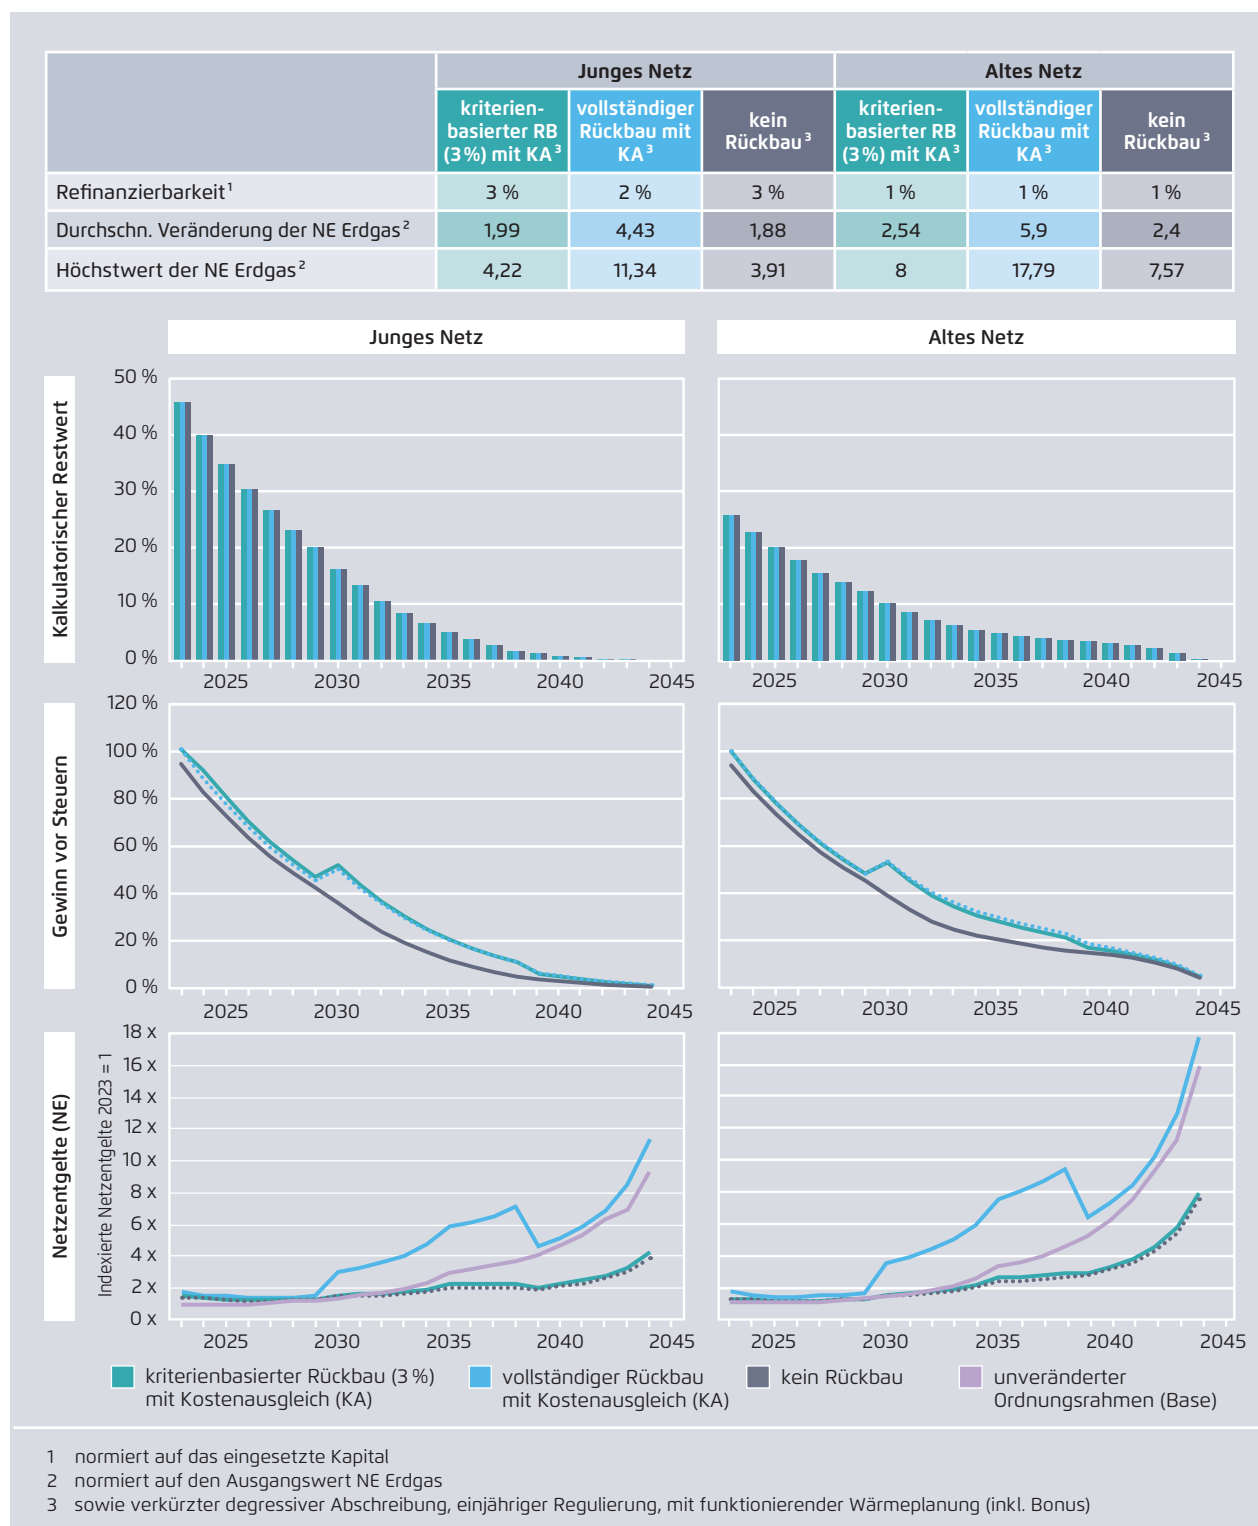 Junges Netz
Altes Netz
kriterien-
basierter RB
(3 %) mit KA³
vollständiger
Rückbau mit
KA³
kein
Rückbau³
kriterien-
basierter RB
(3 %) mit KA³
vollständiger
Rückbau mit
KA³
kein
Rückbau³
Refinanzierbarkeit¹ 3 % 2 % 3 % 1 % 1 % 1 %
Durchschn. Veränderung der NE Erdgas² 1,99 4,43 1,88 2,54 5,9 2,4
Höchstwert der NE Erdgas² 4,22 11,34 3,91 8 17,79 7,57
Junges Netz
Altes Netz
Kalkulatorischer Restwert
50 %
40 %
30 %
20 %
10 %
0 %
2025 2030 2035 2040 2045
2025 2030 2035 2040 2045
Gewinn vor Steuern
120 %
100 %
80 %
60 %
40 %
20 %
0 %
2025 2030 2035 2040 2045
2025 2030 2035 2040 2045
Netzentgelte (NE)
Indexierte Netzentgelte 2023 = 1
18 x
16 x
14 x
12 x
10 x
8 x
6 x
4 x
2 x
0 x
2025 2030 2035 2040 2045
2025 2030 2035 2040 2045
kriterienbasierter Rückbau (3 %)
mit Kostenausgleich (KA)
vollständiger Rückbau
mit Kostenausgleich (KA)
kein Rückbau
unveränderter
Ordnungsrahmen (Base)
1 normiert auf das eingesetzte Kapital
2 normiert auf den Ausgangswert NE Erdgas
3 sowie verkürzter degressiver Abschreibung, einjähriger Regulierung, mit funktionierender Wärmeplanung (inkl. Bonus)